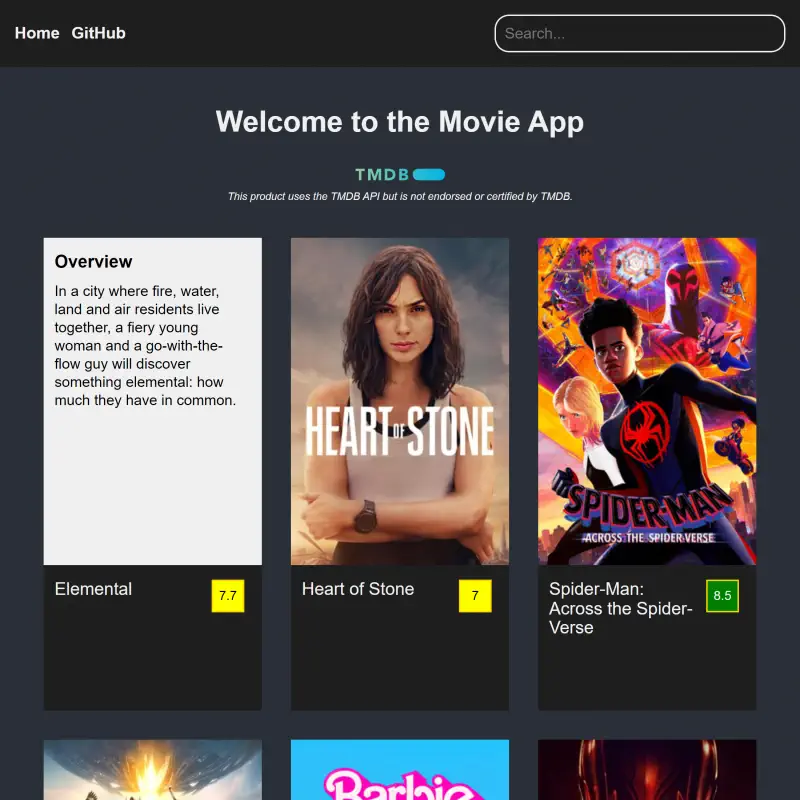 Home GitHub
Search...
Welcome to the Movie App
TMDB
This product uses the TMDB API but is not endorsed or certified by TMDB.
Overview
In a city where fire, water,
land and air residents live
together, a fiery young
woman and a go-with-the-
flow guy will discover
something elemental: how
much they have in common.
HEART OF STONE
SPIDER-MAN
ACROSS THE SPIDER-VERSE
Elemental
7.7
Heart of Stone
7
Spider-Man:
Across the Spider-
Verse
8.5
Barbie